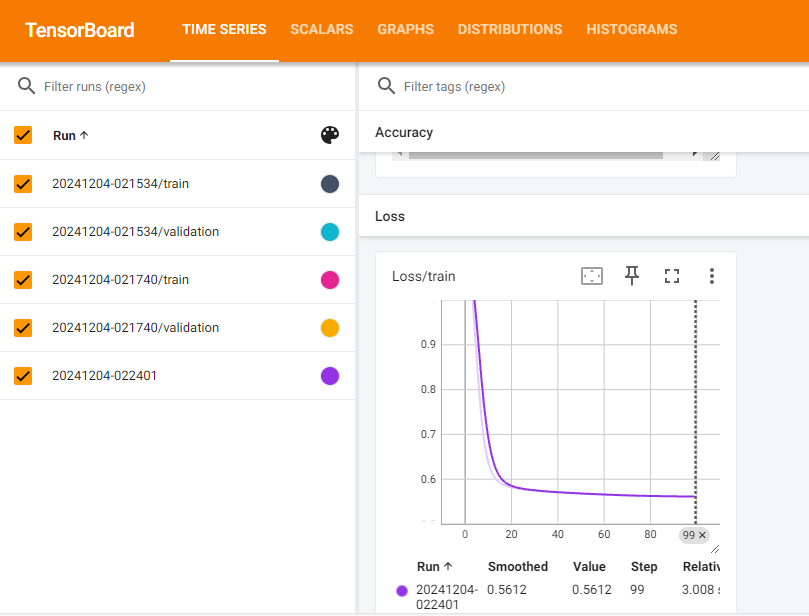 TensorBoard TIME SERIES SCALARS GRAPHS DISTRIBUTIONS HISTOGRAMS
Filter runs (regex)
Run ↑
20241204-021534/train
20241204-021534/validation
20241204-021740/train
20241204-021740/validation
20241204-022401
Filter tags (regex)
Accuracy
Loss
Loss/train
0.9
0.8
0.7
0.6
0 20 40 60 80 99 ×
Run ↑ Smoothed Value Step
20241204- 0.5612 0.5612 99 3.008
022401